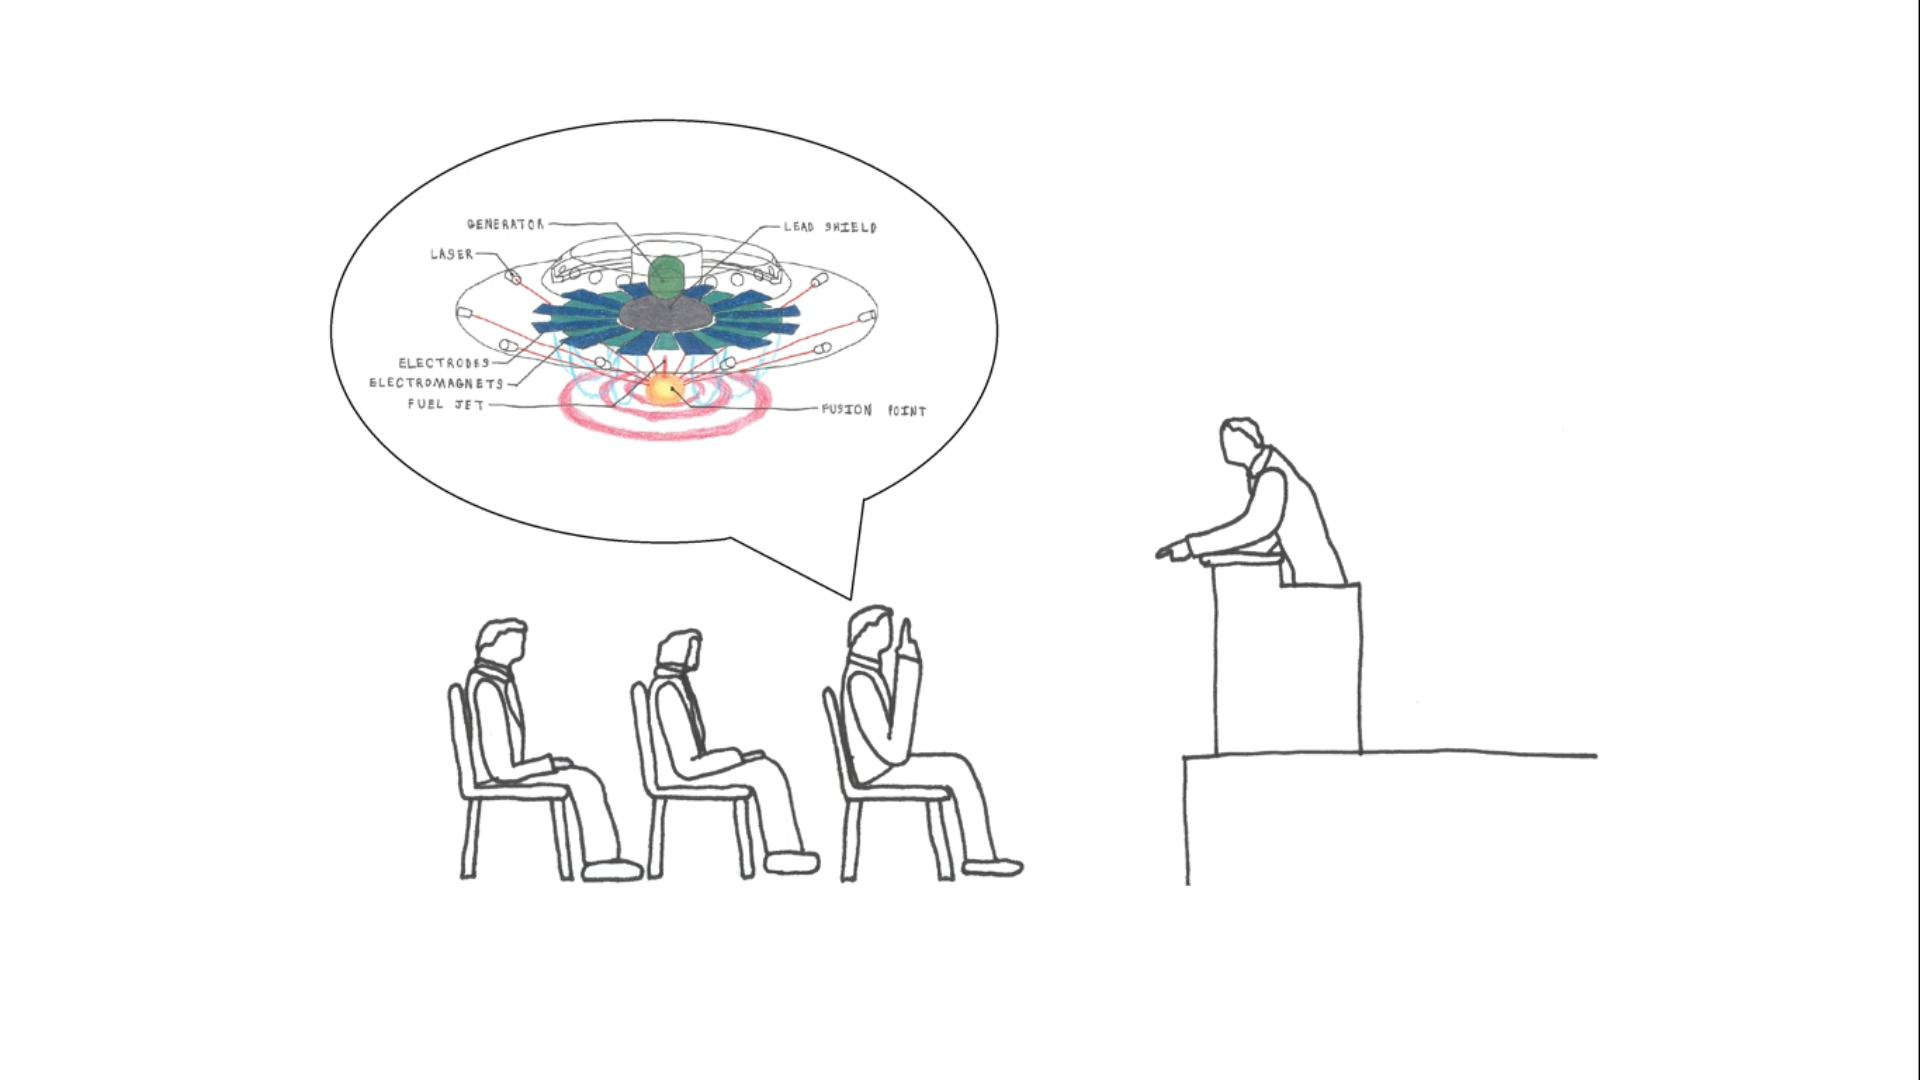 GENERATOR
LEAD SHIELD
LASER
ELECTRODES
ELECTROMAGNETS
FUEL JET
FUSION POINT